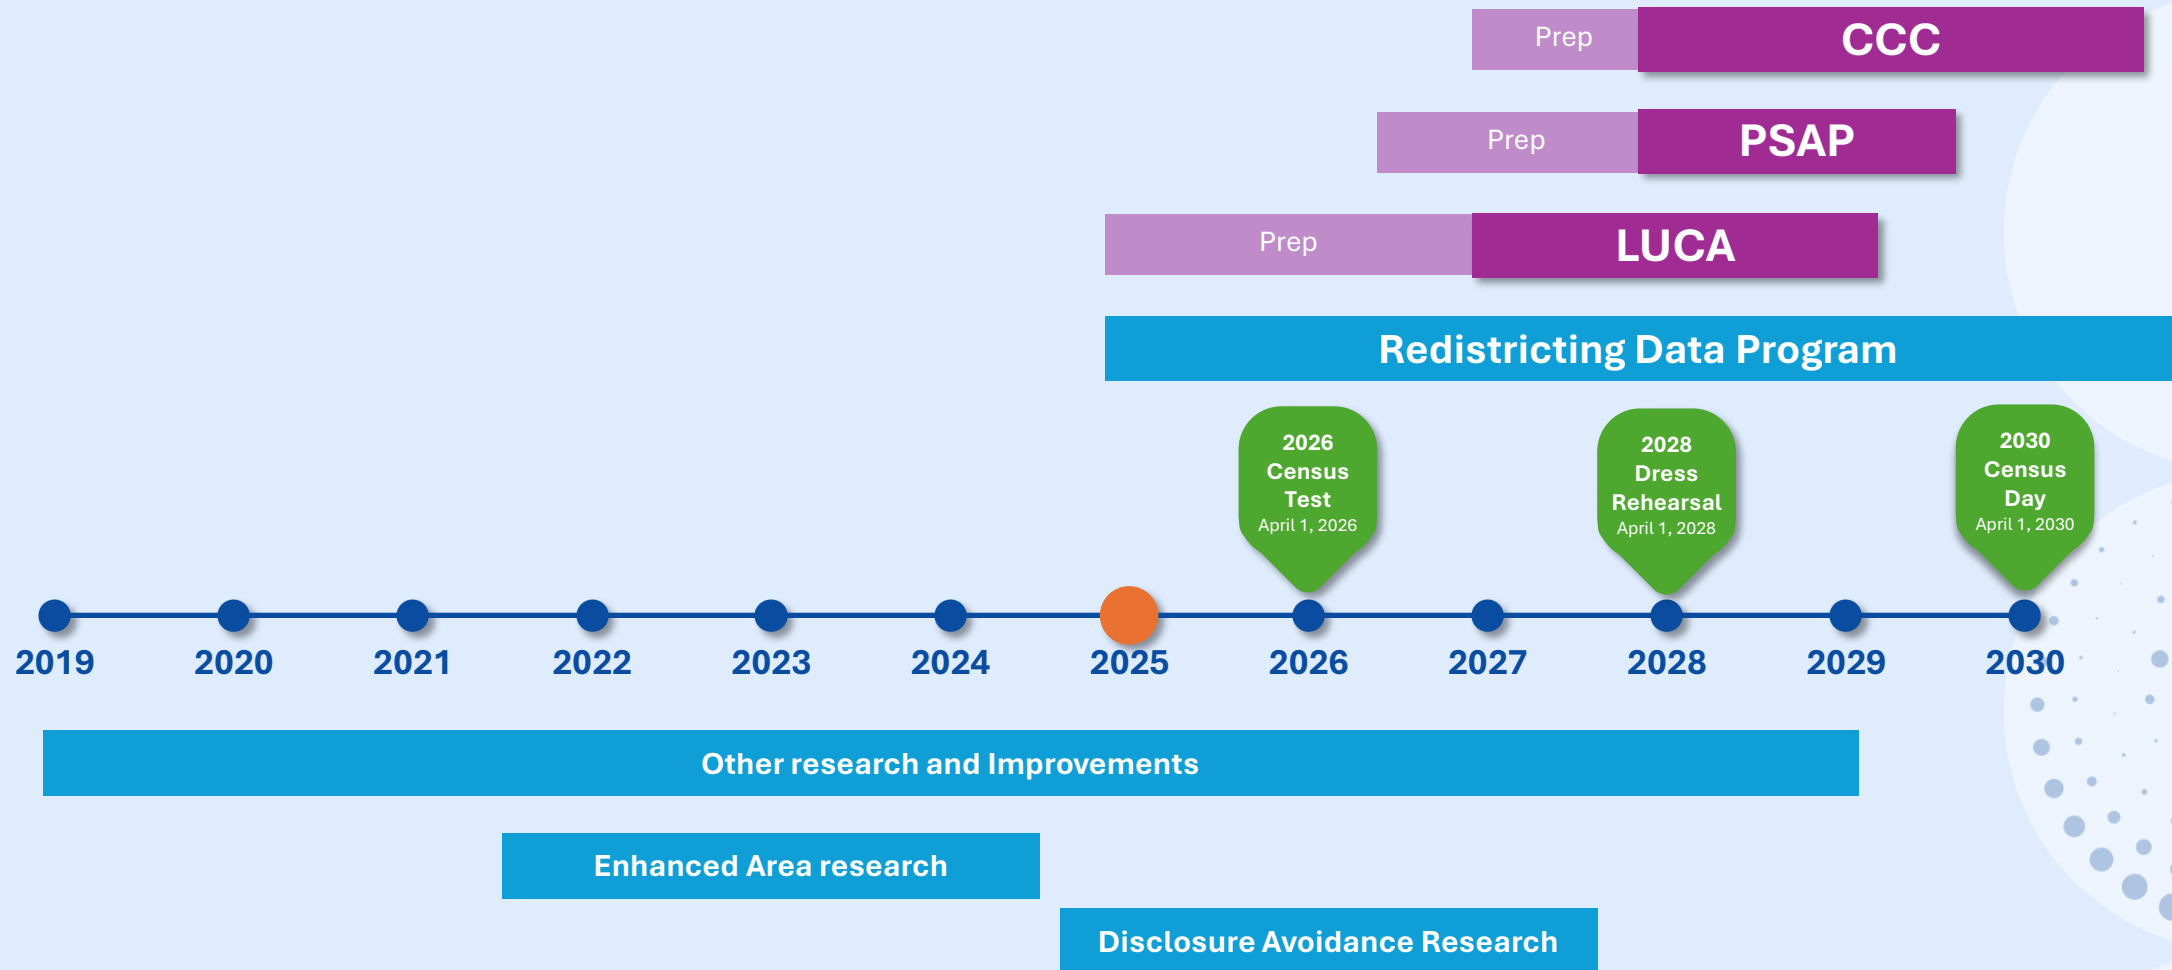 Prep
CCC
Prep
PSAP
Prep
LUCA
Redistricting Data Program
2026
Census
Test
April 1, 2026
2028
Dress
Rehearsal
April 1, 2028
2030
Census
Day
April 1, 2030
2019
2020
2021
2022
2023
2024
2025
2026
2027
2028
2029
2030
Other research and Improvements
Enhanced Area research
Disclosure Avoidance Research